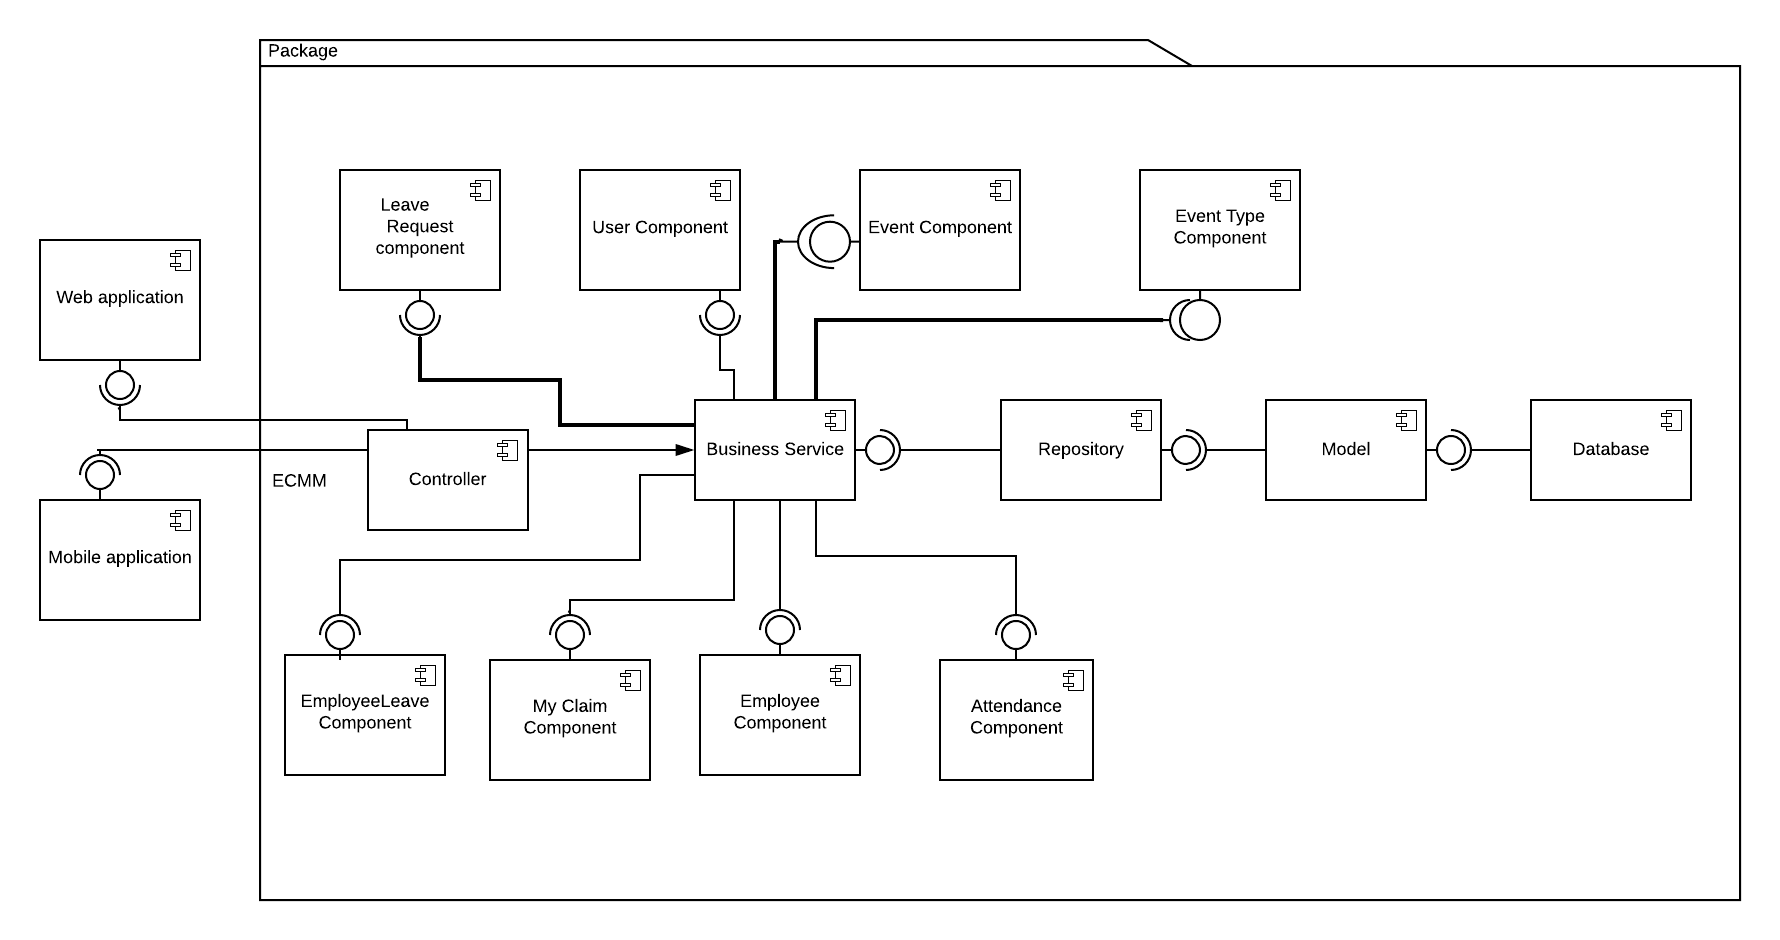 Package
Leave
Request
component
User Component
Event Component
Event Type
Component
Web application
Business Service
Repository
Model
Database
Controller
ECMM
Mobile application
EmployeeLeave
Component
My Claim
Component
Employee
Component
Attendance
Component